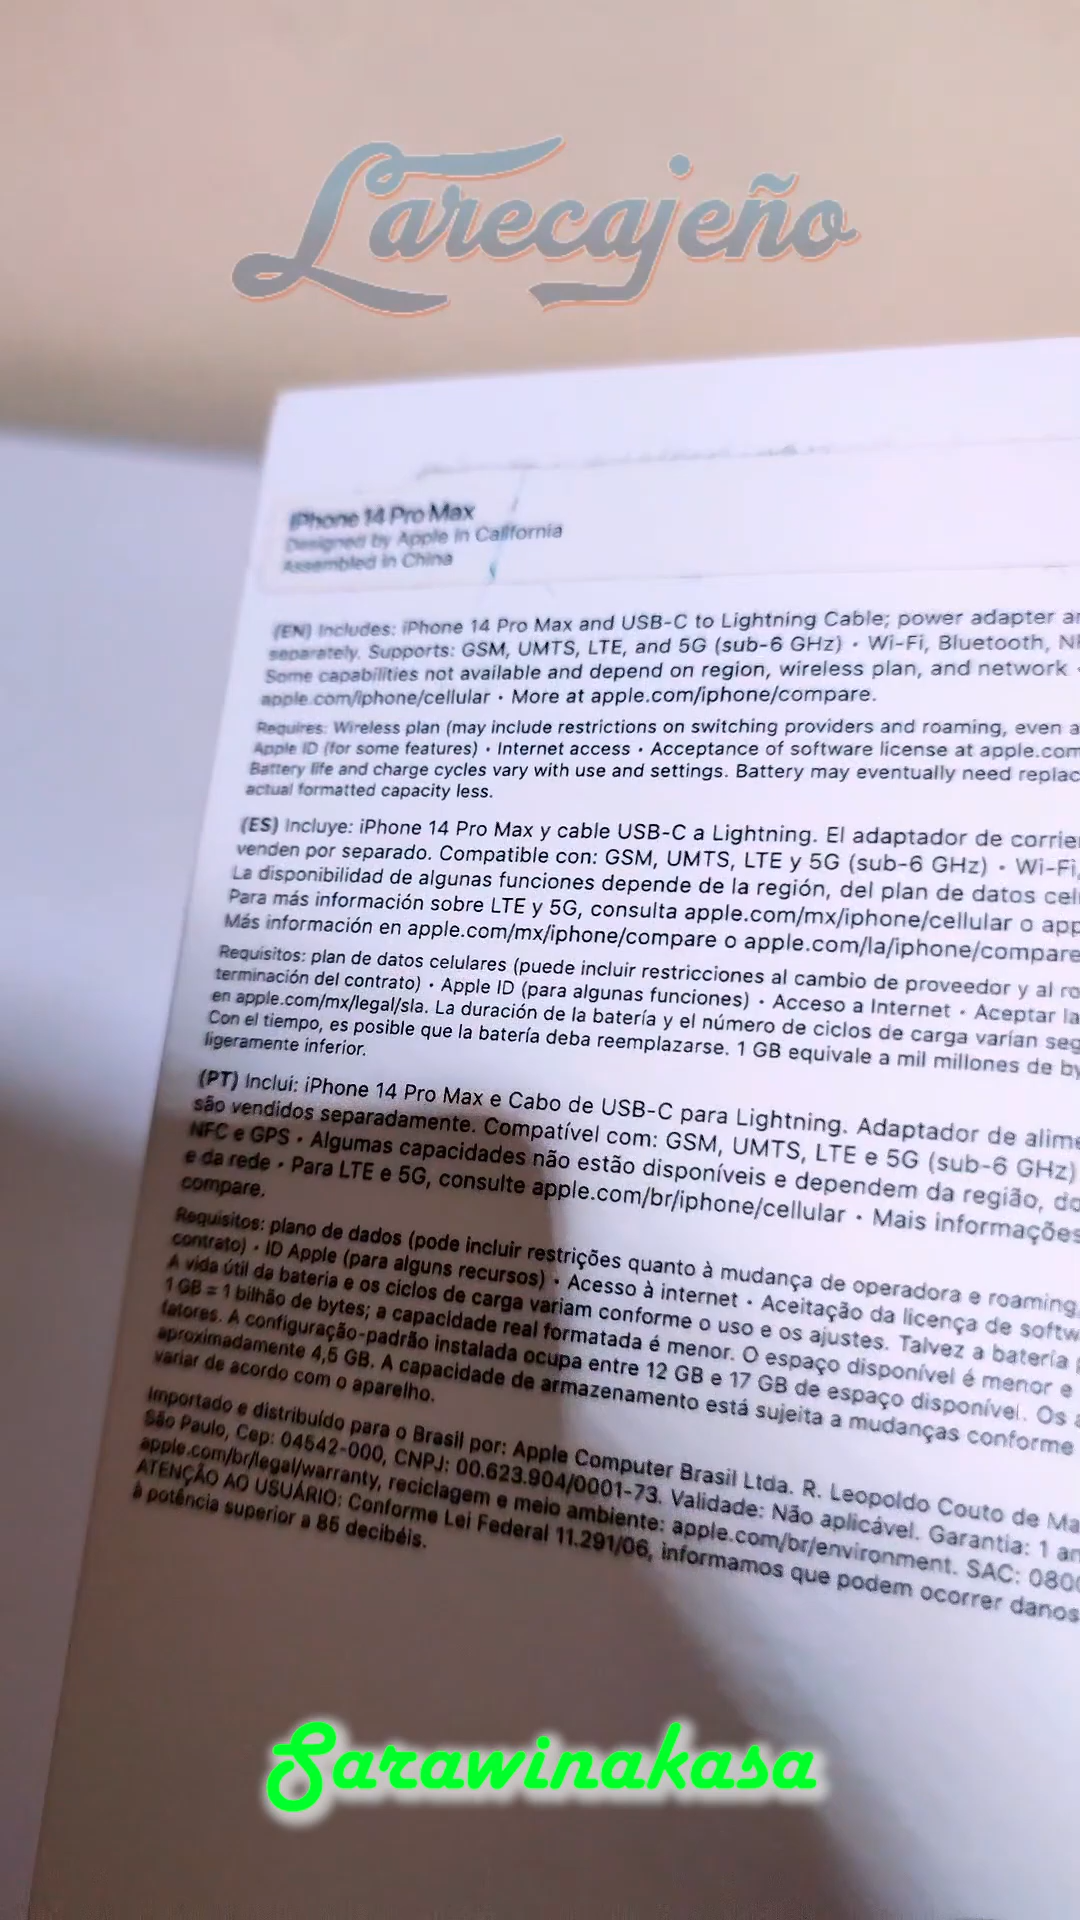 Larecajeño
iPhone 14 Pro Max
Designed by Apple in California
Assembled in China
(EN) Includes: iPhone 14 Pro Max and USB-C to Lightning Cable; power adapter
separately. Supports: GSM, UMTS, LTE, and 5G (sub-6 GHz) • Wi-Fi, Bluetooth,
Some capabilities not available and depend on region, wireless plan, and network •
apple.com/iphone/cellular • More at apple.com/iphone/compare.
Requires: Wireless plan (may include restrictions on switching providers and roaming, even
Apple ID (for some features) • Internet access • Acceptance of software license at apple.com
Battery life and charge cycles vary with use and settings. Battery may eventually need
actual formatted capacity less.
(ES) Incluye: iPhone 14 Pro Max y cable USB-C a Lightning. El adaptador de
venden por separado. Compatible con: GSM, UMTS, LTE y 5G (sub-6 GHz) • Wi-Fi,
La disponibilidad de algunas funciones depende de la región, del plan de datos
Para más información sobre LTE y 5G, consulta apple.com/mx/iphone/cellular o
Más información en apple.com/mx/iphone/compare o apple.com/la/iphone/compare
Requisitos: plan de datos celulares (puede incluir restricciones al cambio de proveedor y al
terminación del contrato) • Apple ID (para algunas funciones) • Acceso a Internet • Aceptar
en apple.com/mx/legal/sla. La duración de la batería y el número de ciclos de carga varían
Con el tiempo, es posible que la batería deba reemplazarse. 1 GB equivale a mil millones de
ligeramente inferior.
(PT) Inclui: iPhone 14 Pro Max e Cabo de USB-C para Lightning. Adaptador de
são vendidos separadamente. Compatível com: GSM, UMTS, LTE e 5G (sub-6 GHz)
NFC e GPS • Algumas capacidades não estão disponíveis e dependem da região,
e da rede • Para LTE e 5G, consulte apple.com/br/iphone/cellular • Mais informações
compare.
Requisitos: plano de dados (pode incluir restrições quanto à mudança de operadora e roaming,
contrato) • ID Apple (para alguns recursos) • Acesso à internet • Aceitação da licença de
A vida útil da bateria e os ciclos de carga variam conforme o uso e os ajustes. Talvez a bateria
1 GB = 1 bilhão de bytes; a capacidade real formatada é menor. O espaço disponível é menor e
fatores. A configuração-padrão instalada ocupa entre 12 GB e 17 GB de espaço disponível. Os
aproximadamente 4,5 GB. A capacidade de armazenamento está sujeita a mudanças conforme
variar de acordo com o aparelho.
Importado e distribuído para o Brasil por: Apple Computer Brasil Ltda. R. Leopoldo Couto de
São Paulo, Cep: 04542-000, CNPJ: 00.623.904/0001-73. Validade: Não aplicável. Garantia: 1
apple.com/br/legal/warranty, reciclagem e meio ambiente: apple.com/br/environment. SAC:
ATENÇÃO AO USUÁRIO: Conforme Lei Federal 11.291/06, informamos que podem ocorrer danos
à potência superior a 85 decibéis.
Sarawinakasa